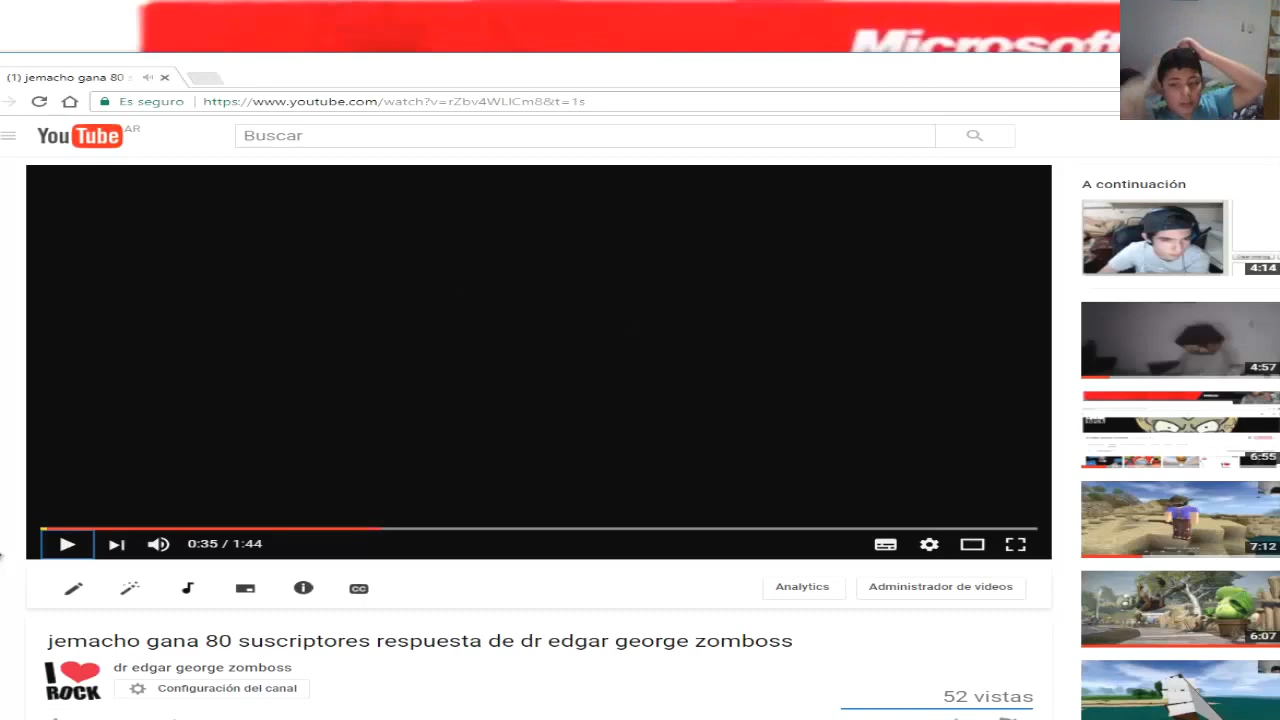 Microsoft
(1) jemacho gana 80 s
Es seguro
https://www.youtube.com/watch?v=rZbv4WLlCm8&t=1s
YouTube AR
Buscar
A continuación
4:14
4:57
6:55
7:12
6:07
0:35 / 1:44
Analytics
Administrador de videos
jemacho gana 80 suscriptores respuesta de dr edgar george zomboss
I ROCK
dr edgar george zomboss
Configuración del canal
52 vistas